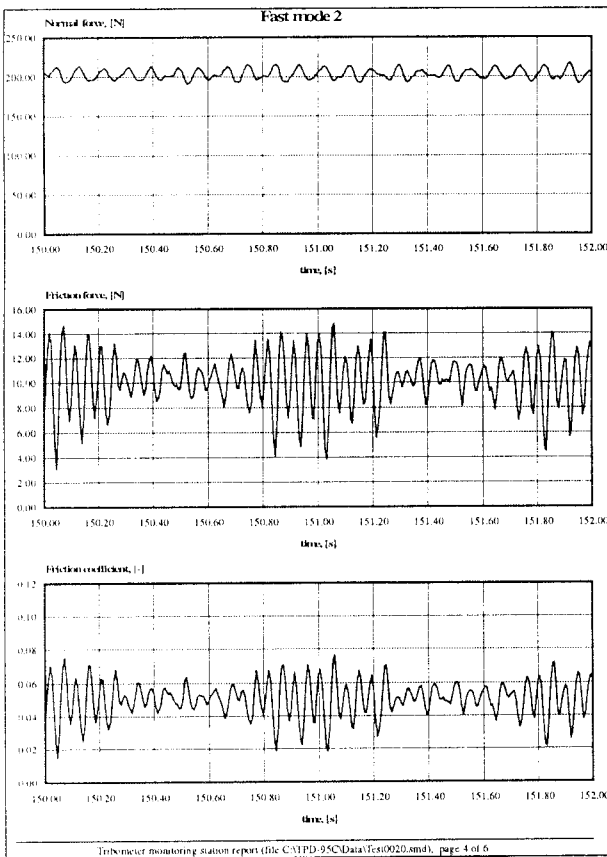 Fast mode 2
Normal force, [N]
250.00
200.00
150.00
100.00
50.00
0.00
150.00 150.20 150.40 150.60 150.80 151.00 151.20 151.40 151.60 151.80 152.00
time, [s]
Friction force, [N]
16.00
14.00
12.00
10.00
8.00
6.00
4.00
2.00
0.00
150.00 150.20 150.40 150.60 150.80 151.00 151.20 151.40 151.60 151.80 152.00
time, [s]
Friction coefficient, [-]
0.12
0.10
0.08
0.06
0.04
0.02
0.00
150.00 150.20 150.40 150.60 150.80 151.00 151.20 151.40 151.60 151.80 152.00
time, [s]
Tribometer monitoring station report (file C:\TPD-95C\Data\Test0020.smd), page 4 of 6